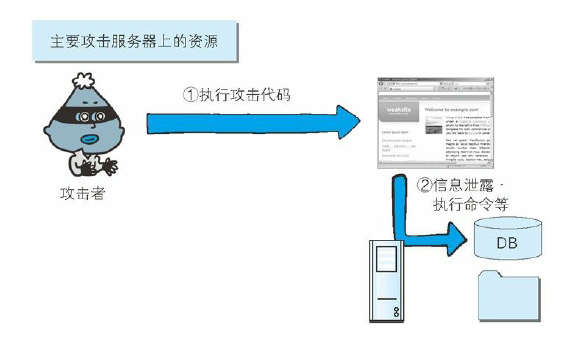 主要攻击服务器上的资源
①执行攻击代码
攻击者
weaksite
Welcome to example.com
②信息泄露·
执行命令等
DB